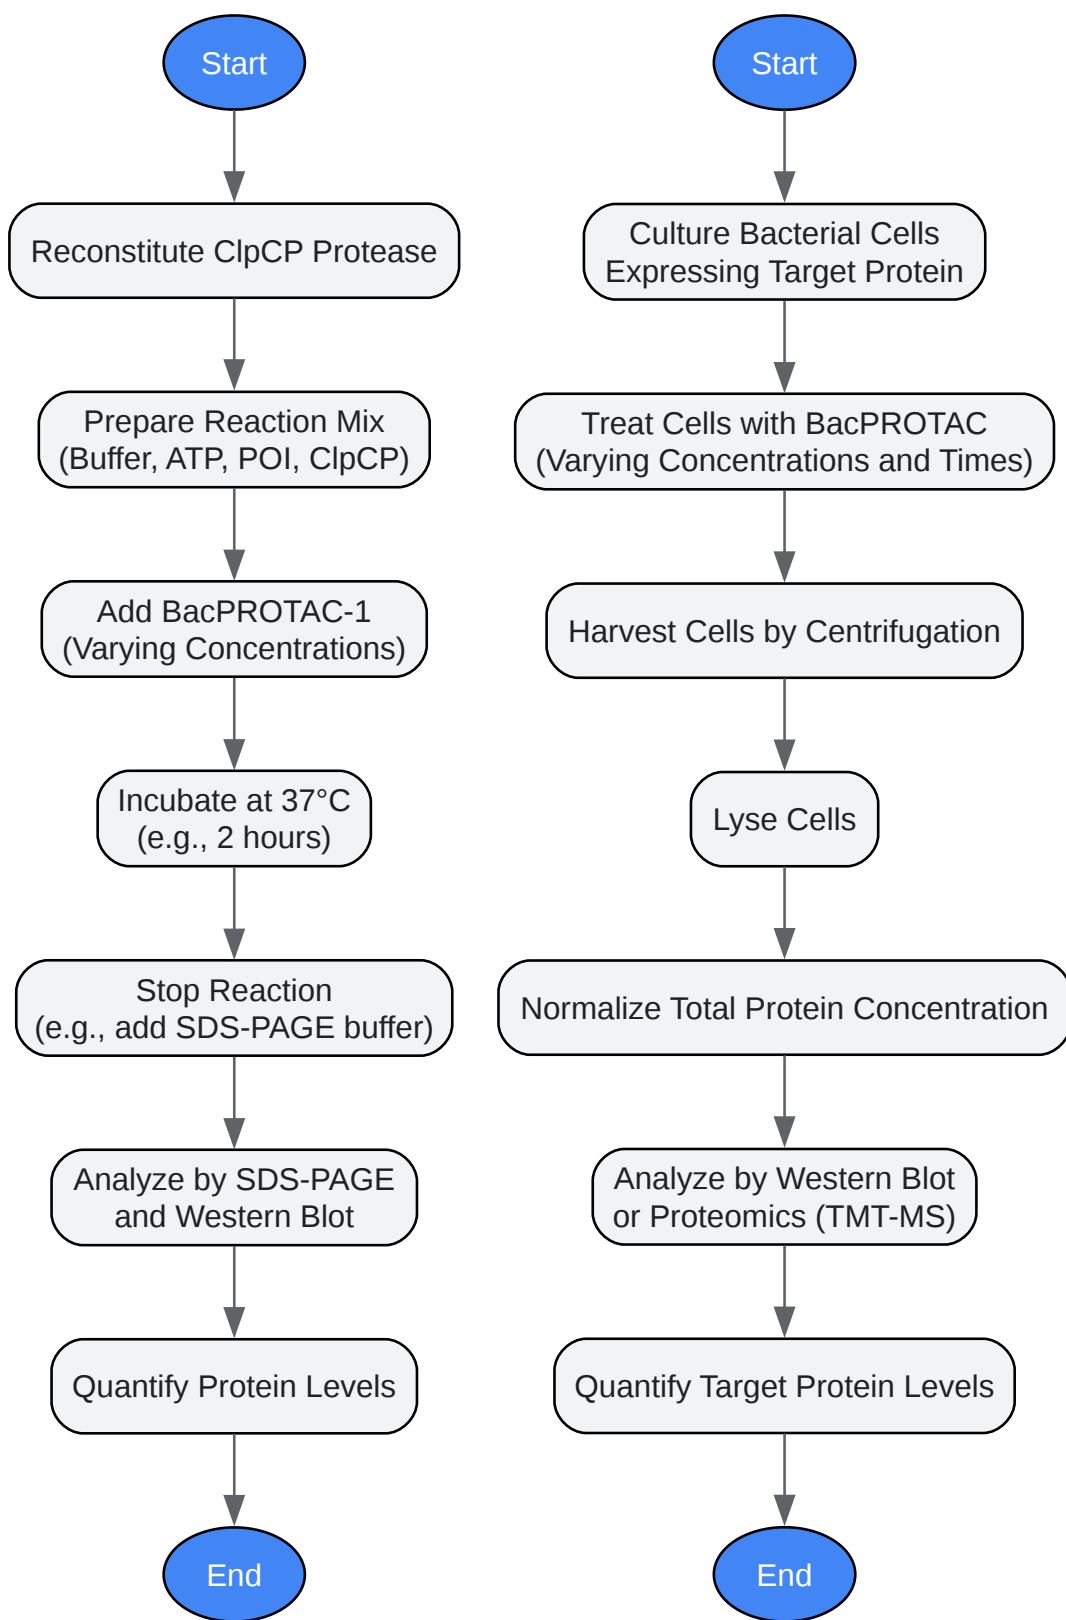 Start
Reconstitute ClpCP Protease
Prepare Reaction Mix
(Buffer, ATP, POI, ClpCP)
Add BacPROTAC-1
(Varying Concentrations)
Incubate at 37°C
(e.g., 2 hours)
Stop Reaction
(e.g., add SDS-PAGE buffer)
Analyze by SDS-PAGE
and Western Blot
Quantify Protein Levels
End
Start
Culture Bacterial Cells
Expressing Target Protein
Treat Cells with BacPROTAC
(Varying Concentrations and Times)
Harvest Cells by Centrifugation
Lyse Cells
Normalize Total Protein Concentration
Analyze by Western Blot
or Proteomics (TMT-MS)
Quantify Target Protein Levels
End